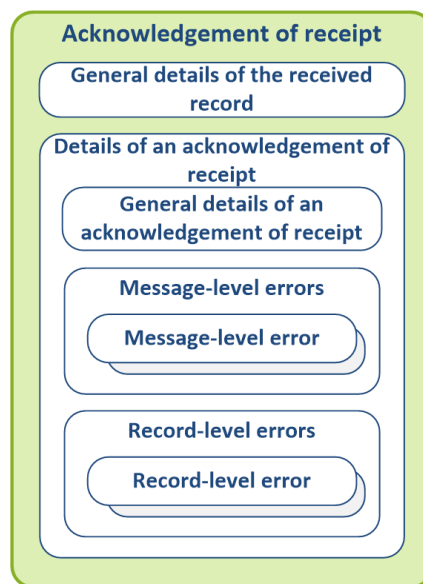 Acknowledgement of receipt
General details of the received
record
Details of an acknowledgement of
receipt
General details of an
acknowledgement of receipt
Message-level errors
Message-level error
Record-level errors
Record-level error